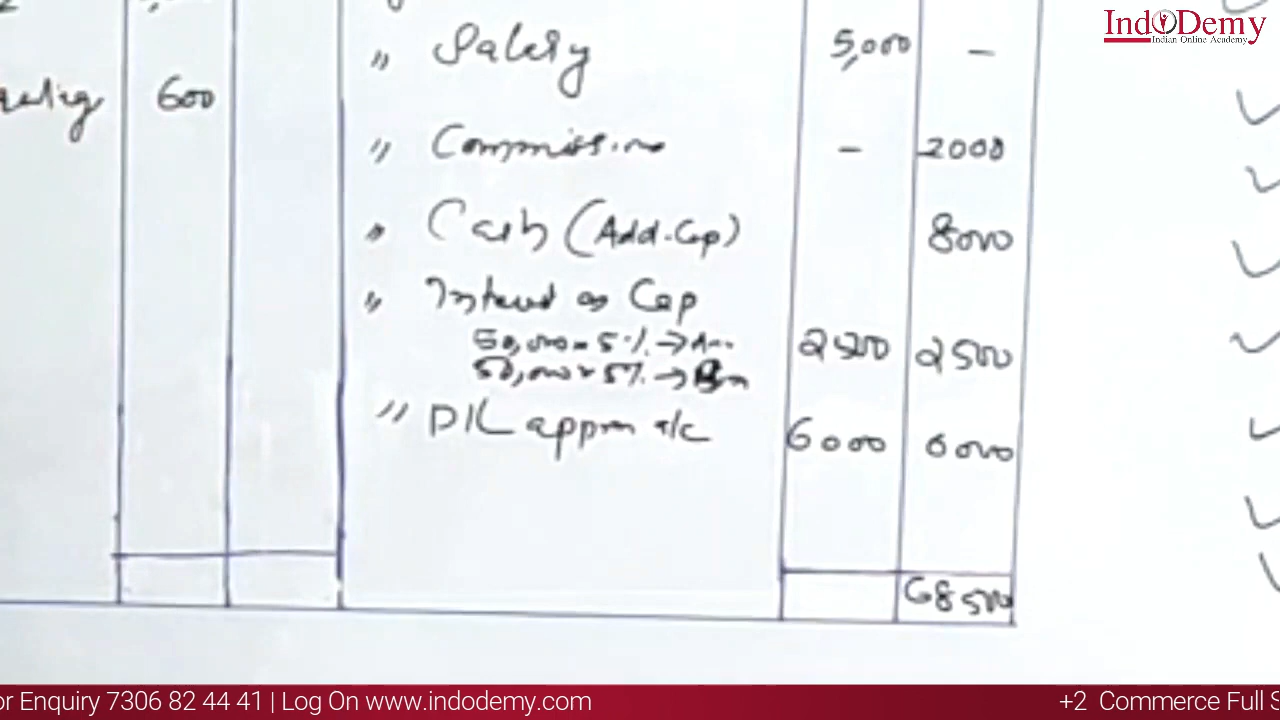 IndoDemy
Indian Online Academy
" Salery 5,000 -
600
" Commission - 2000
" Cash (Add. Cap) 8000
" Interest on Cap
50,000 × 5% → 2500 2500
50,000 × 5% →
" P/L appron a/c 6000 6000
68500
or Enquiry 7306 82 44 41 | Log On www.indodemy.com
+2 Commerce Full S